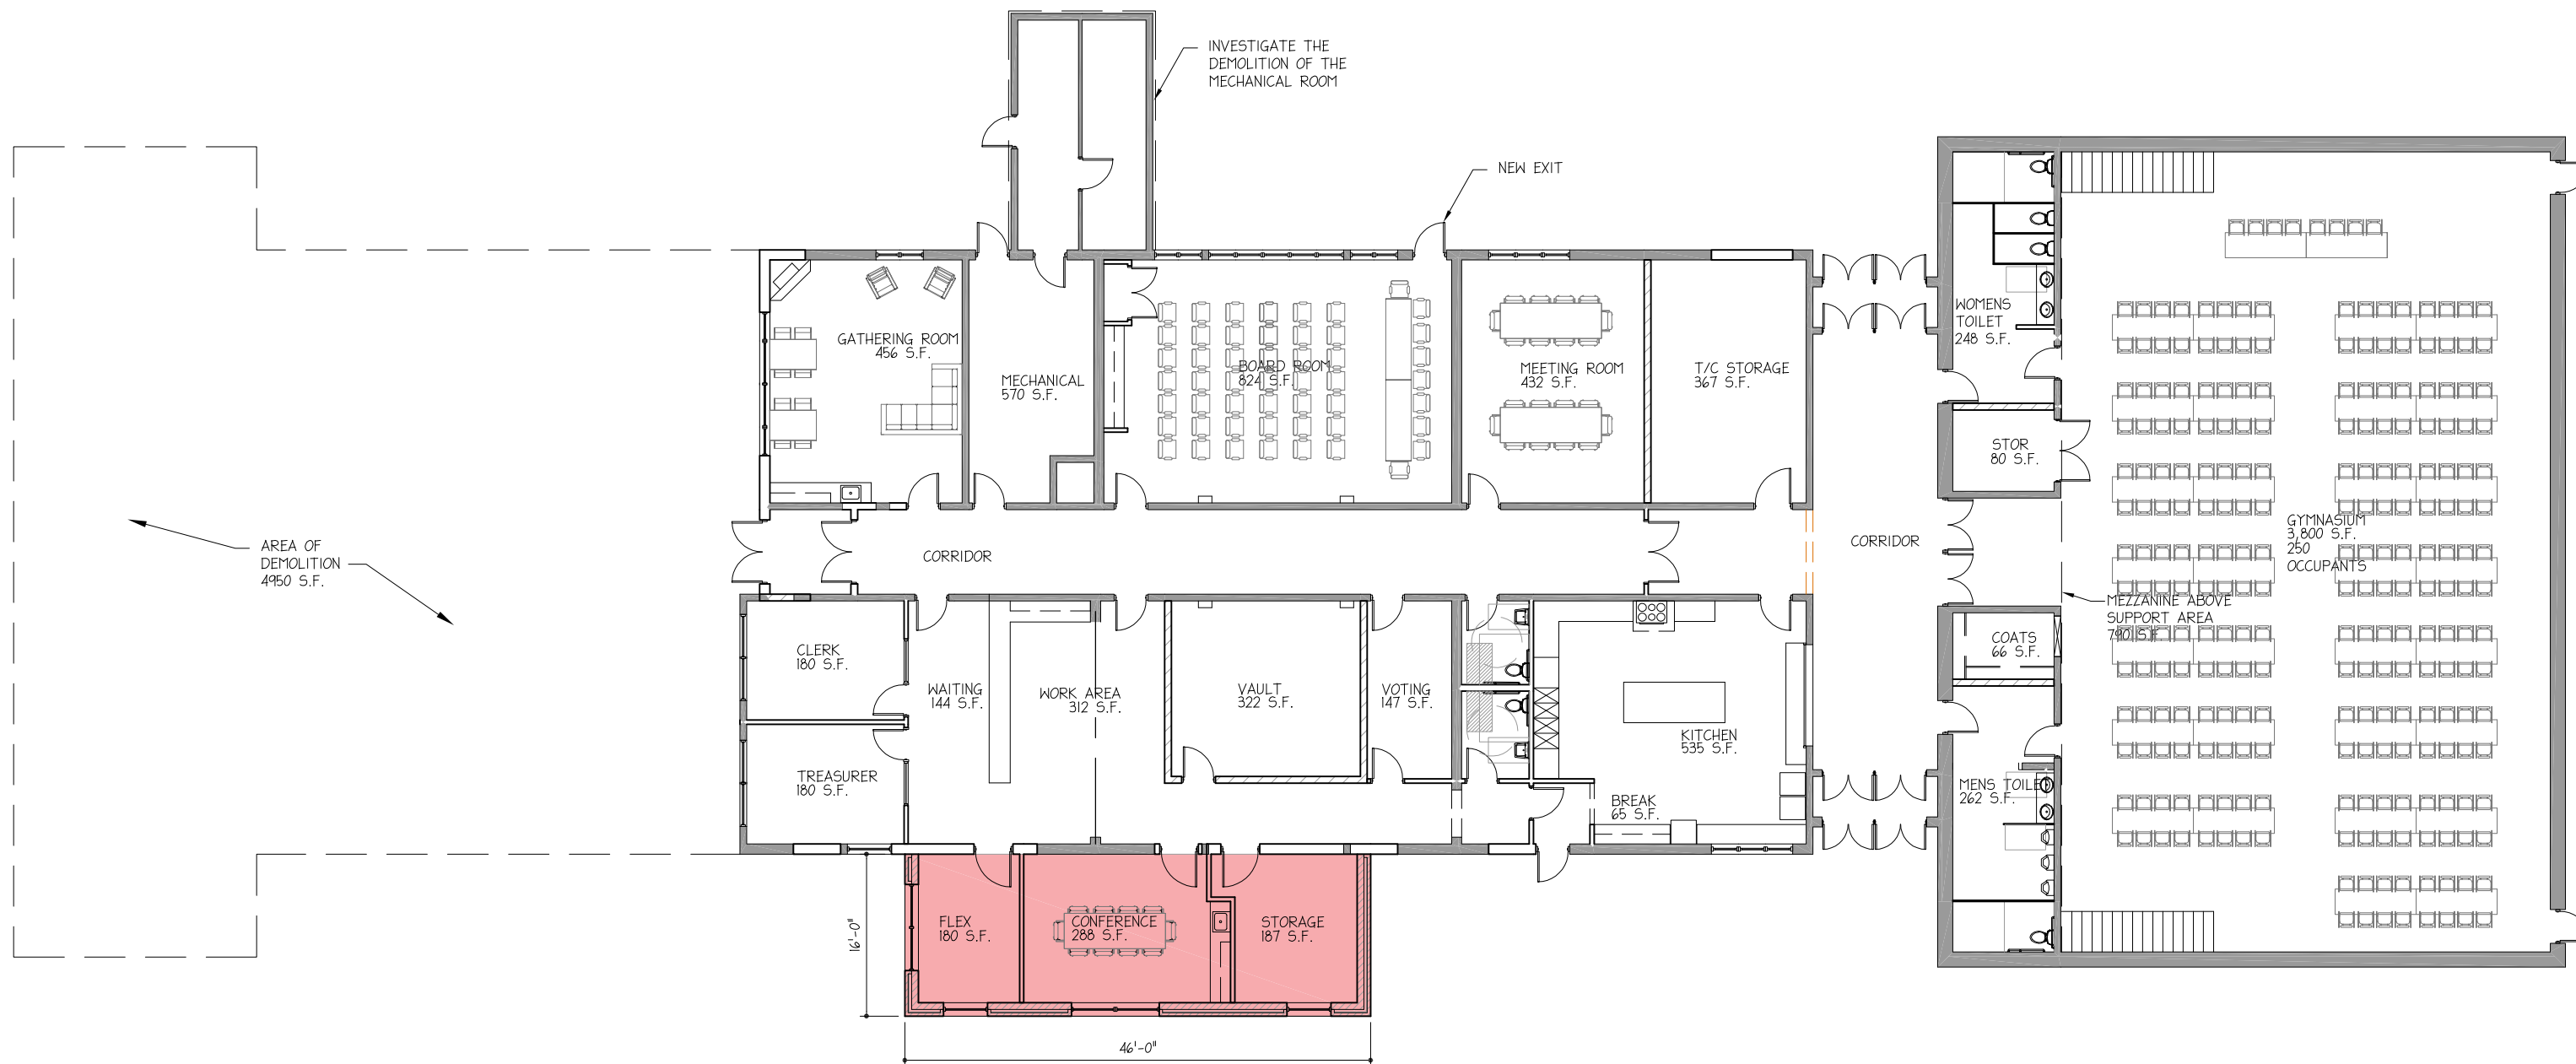 INVESTIGATE THE
DEMOLITION OF THE
MECHANICAL ROOM
NEW EXIT
GATHERING ROOM
456 S.F.
MECHANICAL
570 S.F.
BOARD ROOM
824 S.F.
MEETING ROOM
432 S.F.
T/C STORAGE
367 S.F.
WOMENS
TOILET
248 S.F.
STOR
80 S.F.
AREA OF
DEMOLITION
4950 S.F.
CORRIDOR
CORRIDOR
GYMNASIUM
3,800 S.F.
250
OCCUPANTS
MEZZANINE ABOVE
SUPPORT AREA
790 S.F.
COATS
66 S.F.
CLERK
180 S.F.
WAITING
144 S.F.
WORK AREA
312 S.F.
VAULT
322 S.F.
VOTING
147 S.F.
KITCHEN
535 S.F.
TREASURER
180 S.F.
BREAK
65 S.F.
MENS TOILET
262 S.F.
FLEX
180 S.F.
CONFERENCE
288 S.F.
STORAGE
187 S.F.
16'-0"
46'-0"